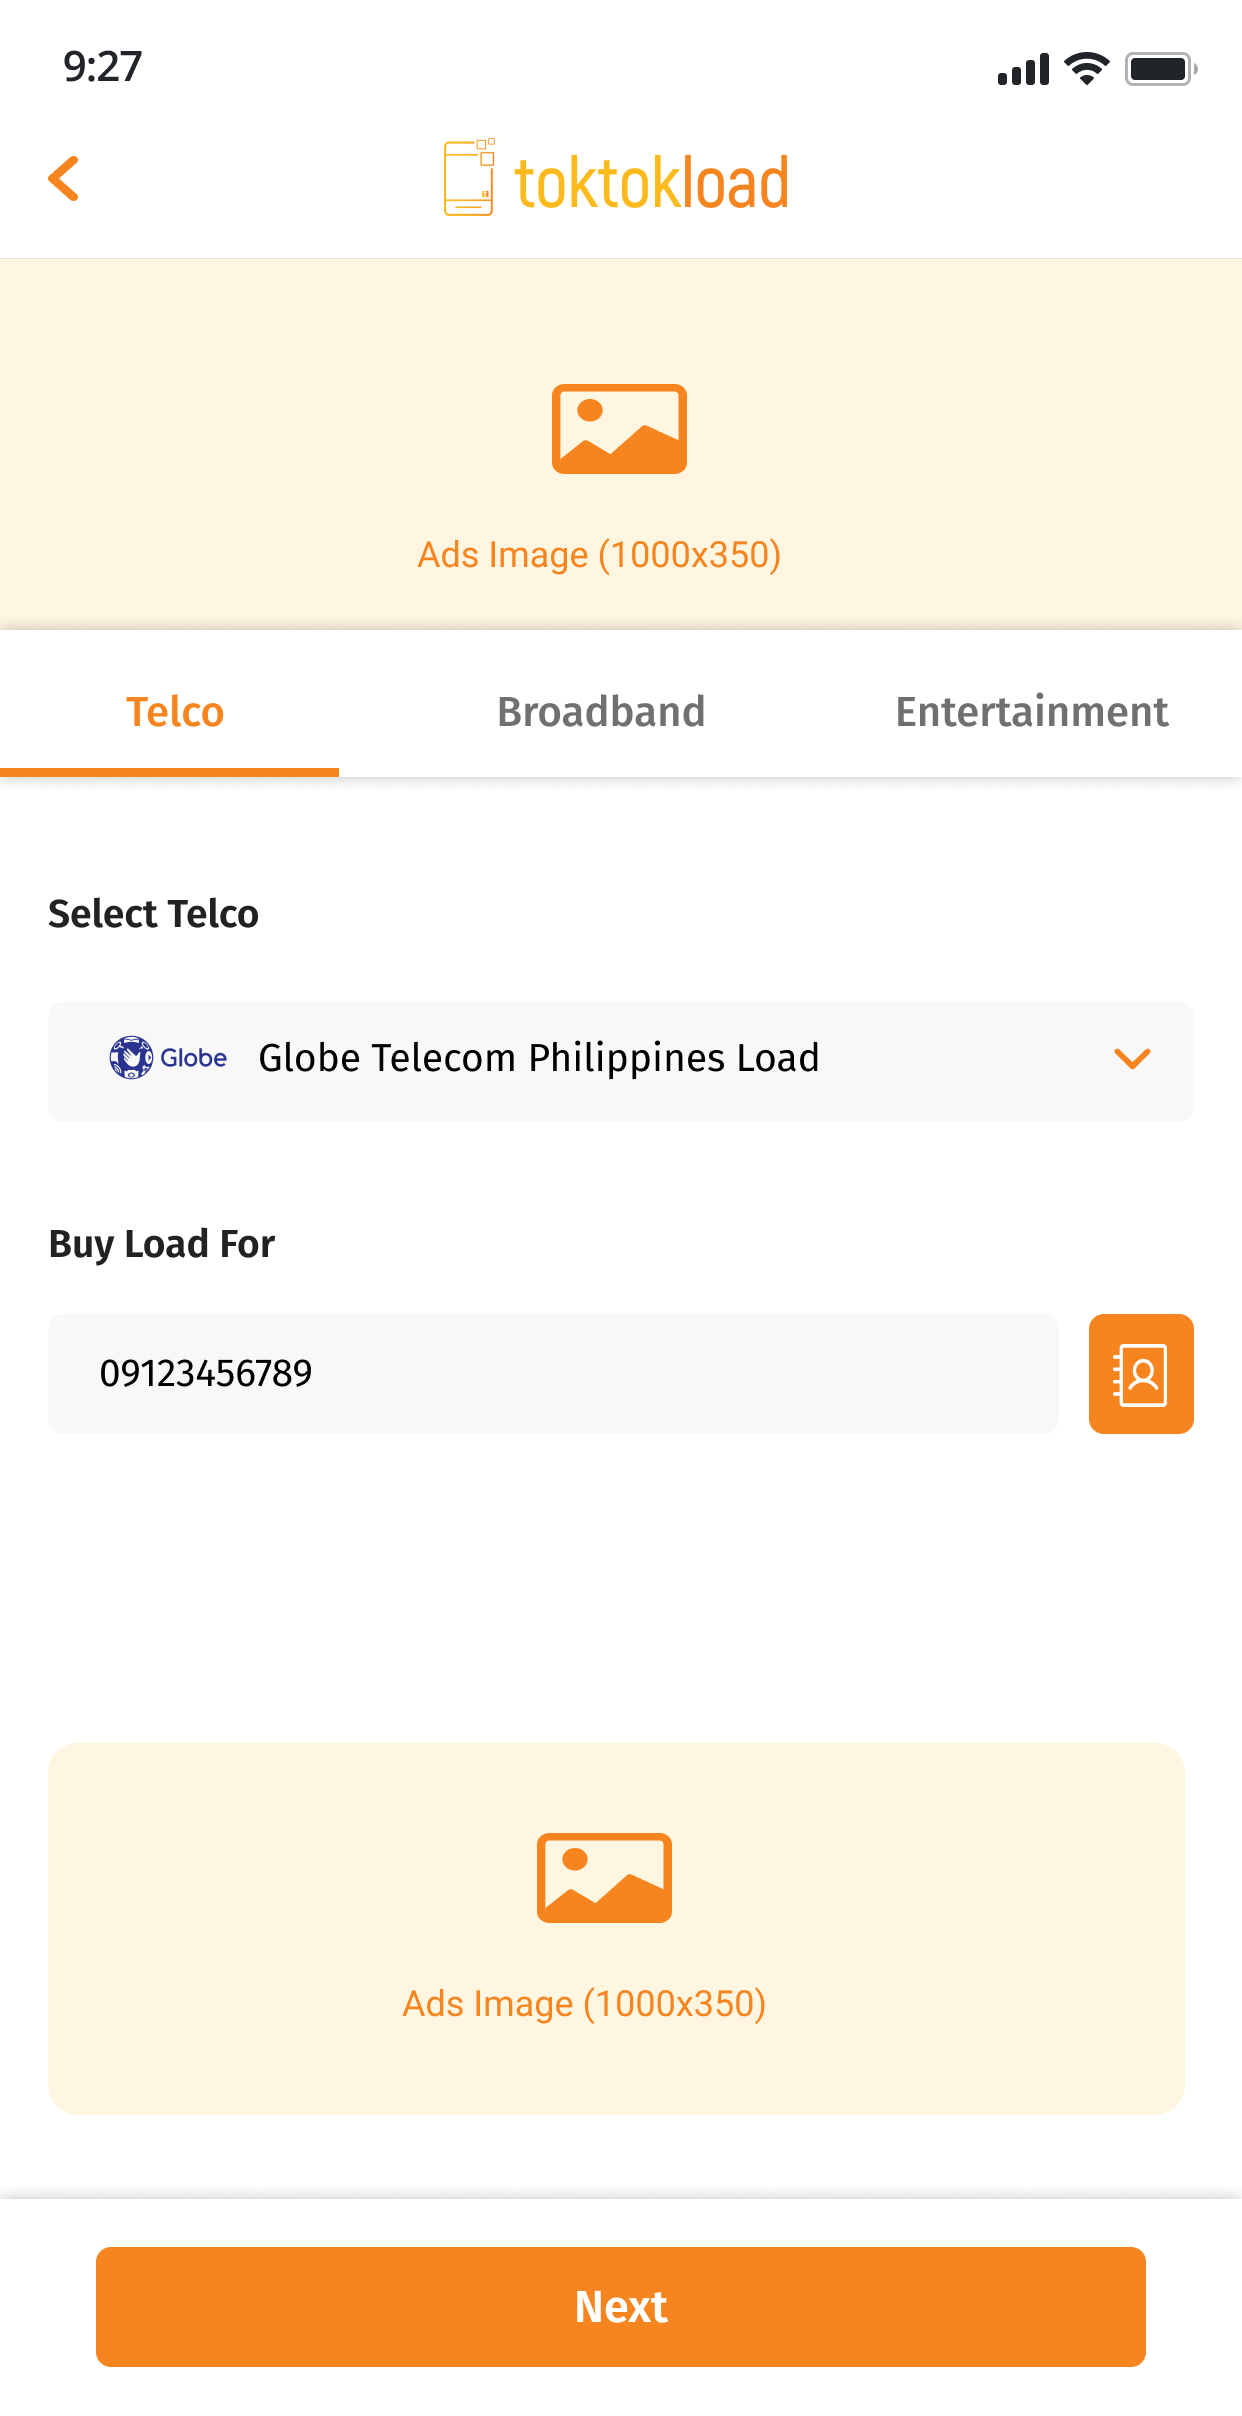 9:27
toktokload
Ads Image (1000x350)
Telco
Broadband
Entertainment
Select Telco
Globe Globe Telecom Philippines Load
Buy Load For
09123456789
Ads Image (1000x350)
Next